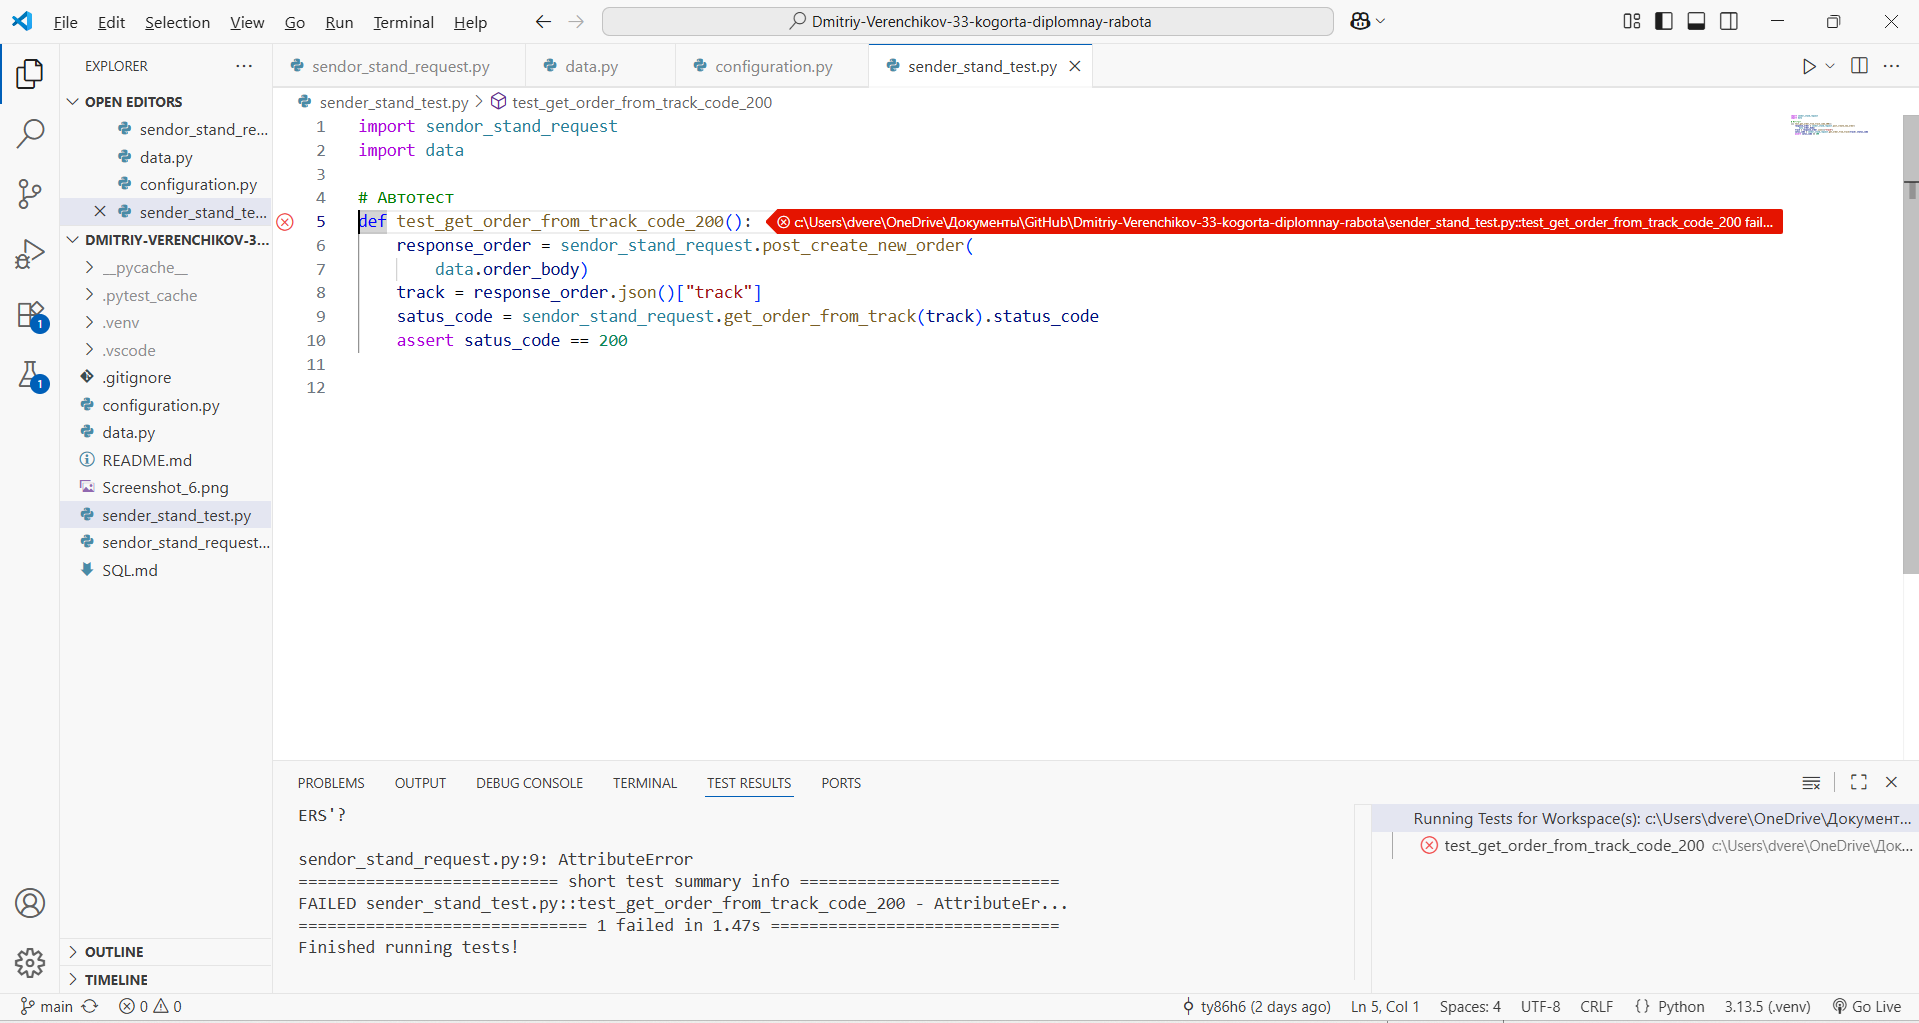 File Edit Selection View Go Run Terminal Help
Dmitriy-Verenchikov-33-kogorta-diplomnay-rabota
EXPLORER
OPEN EDITORS
sendor_stand_re...
data.py
configuration.py
sender_stand_te...
DMITRIY-VERENCHIKOV-3...
__pycache__
.pytest_cache
.venv
.vscode
.gitignore
configuration.py
data.py
README.md
Screenshot_6.png
sender_stand_test.py
sendor_stand_request...
SQL.md
OUTLINE
TIMELINE
1
1
sendor_stand_request.py
data.py
configuration.py
sender_stand_test.py
sender_stand_test.py > test_get_order_from_track_code_200
1 import sendor_stand_request
2 import data
3
4 # Автотест
5 def test_get_order_from_track_code_200(): c:\Users\dvere\OneDrive\Документы\GitHub\Dmitriy-Verenchikov-33-kogorta-diplomnay-rabota\sender_stand_test.py::test_get_order_from_track_code_200 fail...
6 response_order = sendor_stand_request.post_create_new_order(
7 data.order_body)
8 track = response_order.json()["track"]
9 satus_code = sendor_stand_request.get_order_from_track(track).status_code
10 assert satus_code == 200
11
12
PROBLEMS OUTPUT DEBUG CONSOLE TERMINAL TEST RESULTS PORTS
ERS'?
sendor_stand_request.py:9: AttributeError
=========================== short test summary info ===========================
FAILED sender_stand_test.py::test_get_order_from_track_code_200 - AttributeEr...
============================== 1 failed in 1.47s ==============================
Finished running tests!
Running Tests for Workspace(s): c:\Users\dvere\OneDrive\Документ...
test_get_order_from_track_code_200 c:\Users\dvere\OneDrive\Док...
main 0 0 ty86h6 (2 days ago) Ln 5, Col 1 Spaces: 4 UTF-8 CRLF {} Python 3.13.5 (.venv) Go Live